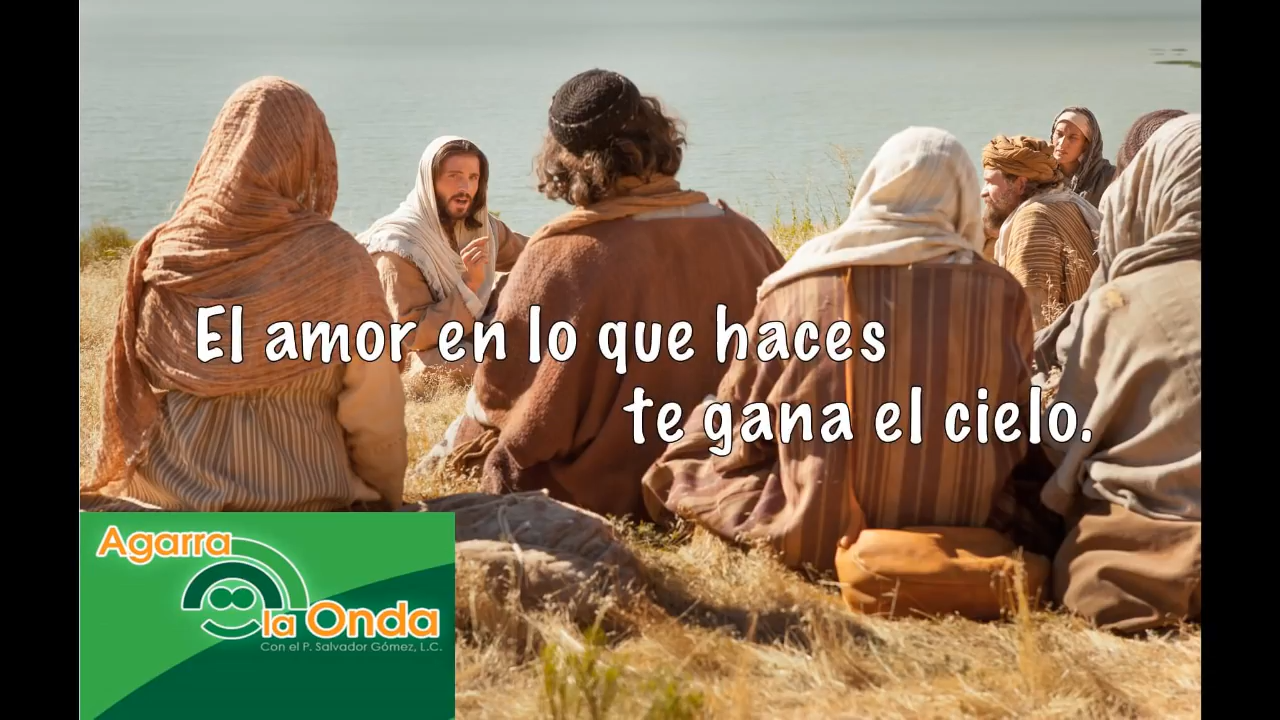 El amor en lo que haces
te gana el cielo.
Agarra
la Onda
Con el P. Salvador Gómez, L.C.